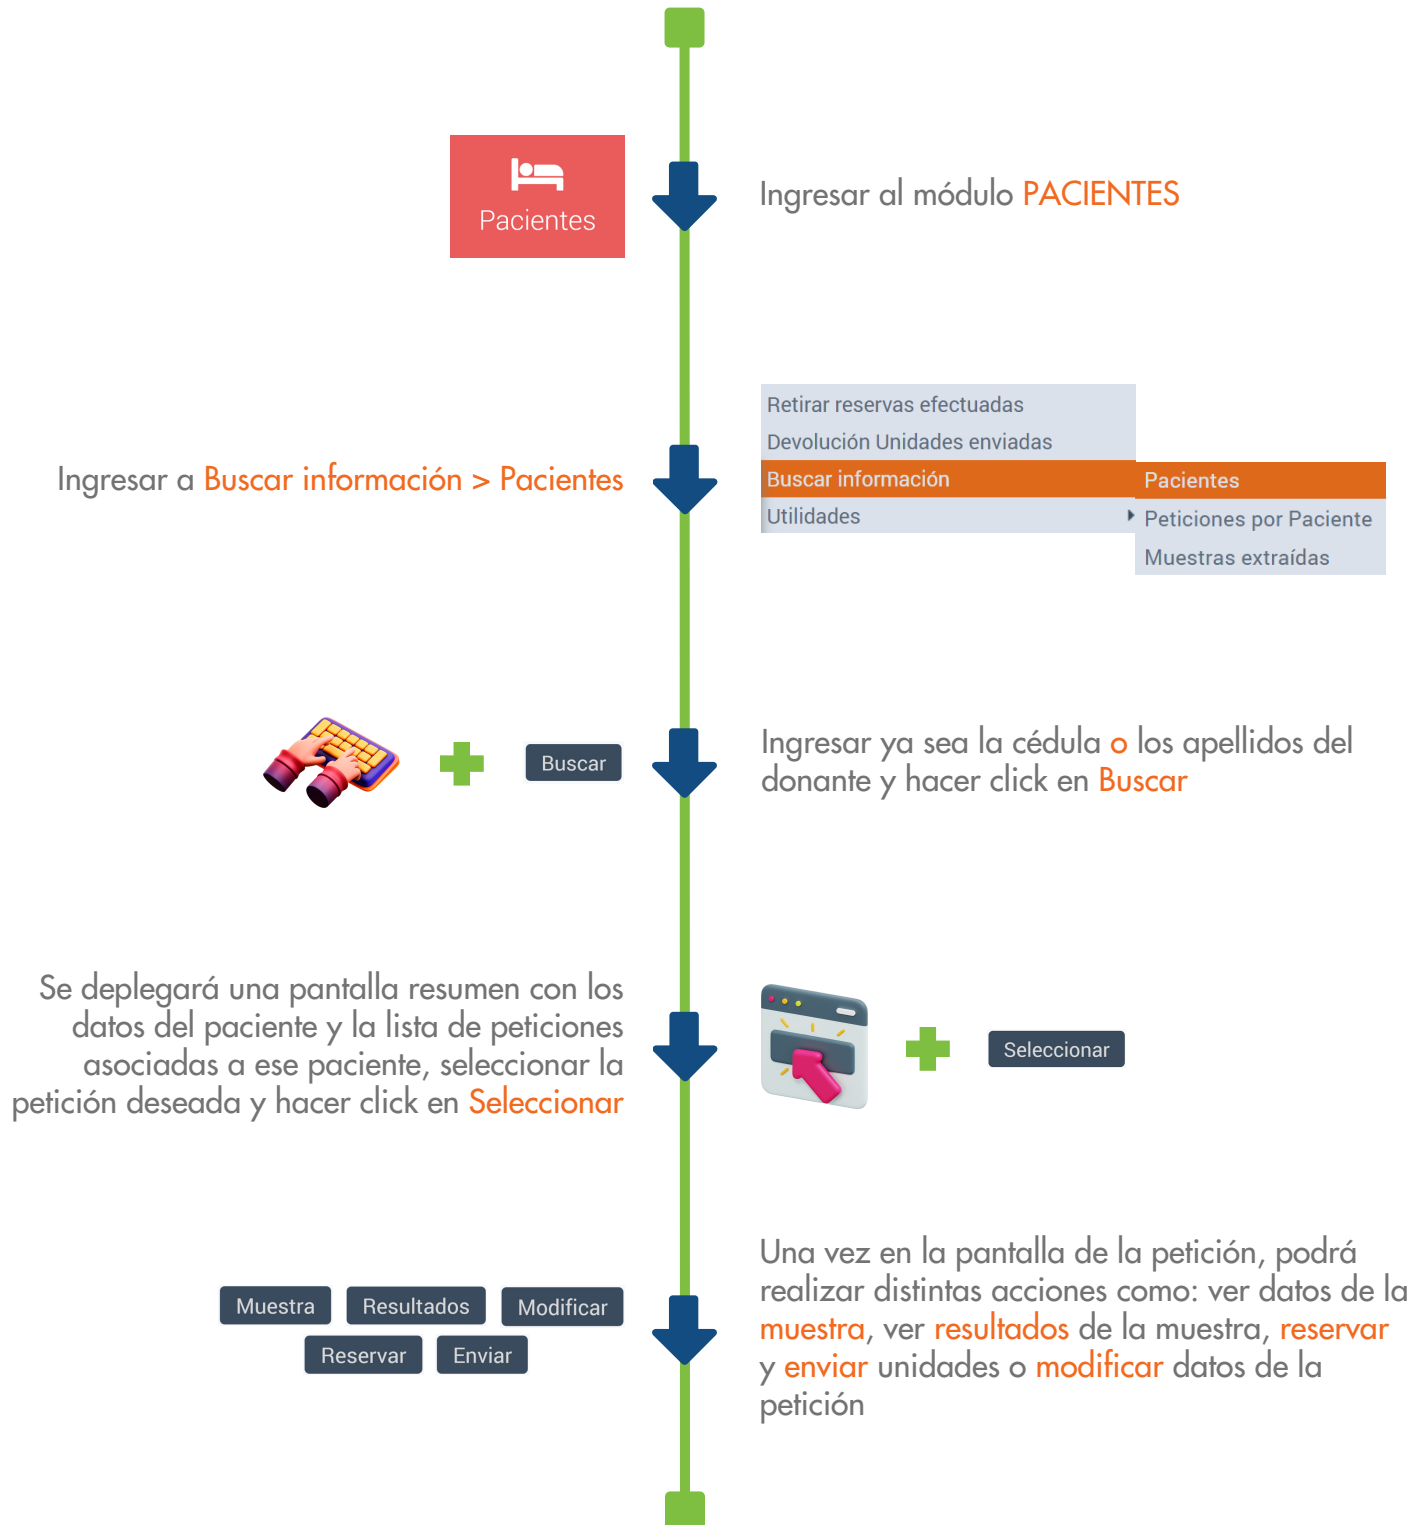 Pacientes
Ingresar al módulo PACIENTES
Ingresar a Buscar información > Pacientes
Retirar reservas efectuadas
Devolución Unidades enviadas
Buscar información
Utilidades
Pacientes
Peticiones por Paciente
Muestras extraídas
Buscar
Ingresar ya sea la cédula o los apellidos del
donante y hacer click en Buscar
Se deplegará una pantalla resumen con los
datos del paciente y la lista de peticiones
asociadas a ese paciente, seleccionar la
petición deseada y hacer click en Seleccionar
Seleccionar
Muestra Resultados Modificar
Reservar Enviar
Una vez en la pantalla de la petición, podrá
realizar distintas acciones como: ver datos de la
muestra, ver resultados de la muestra, reservar
y enviar unidades o modificar datos de la
petición